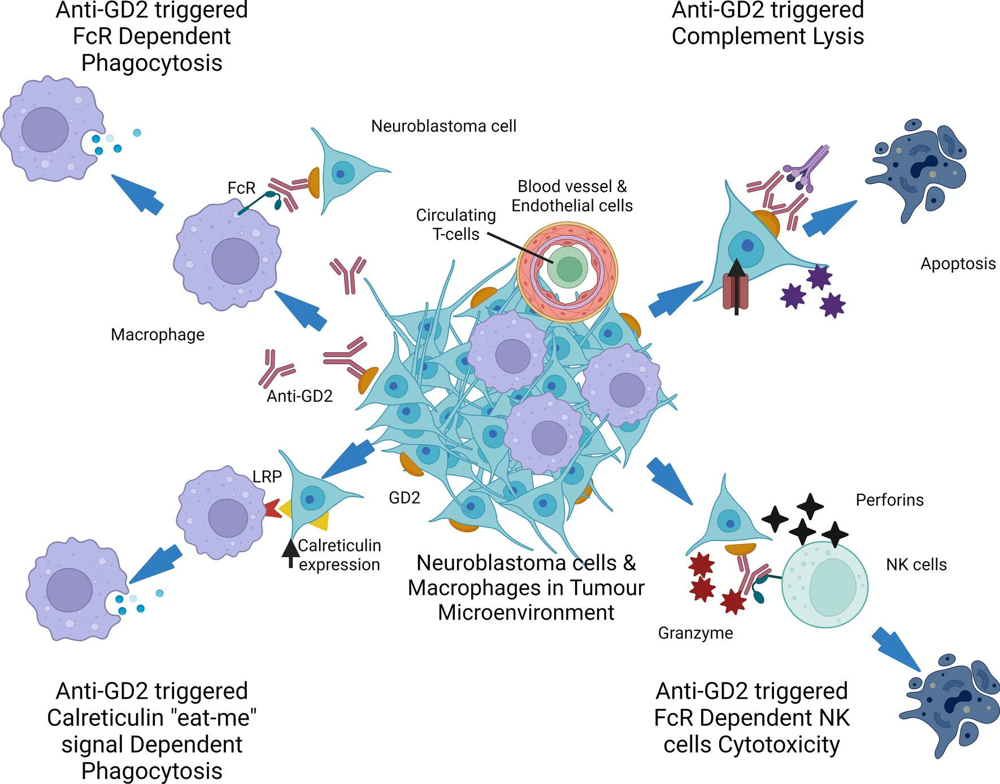 Anti-GD2 triggered
FcR Dependent
Phagocytosis
Anti-GD2 triggered
Complement Lysis
Neuroblastoma cell
FcR
Blood vessel &
Endothelial cells
Circulating
T-cells
Apoptosis
Macrophage
Anti-GD2
LRP
GD2
Calreticulin
expression
Perforins
NK cells
Granzyme
Neuroblastoma cells &
Macrophages in Tumour
Microenvironment
Anti-GD2 triggered
Calreticulin "eat-me"
signal Dependent
Phagocytosis
Anti-GD2 triggered
FcR Dependent NK
cells Cytotoxicity